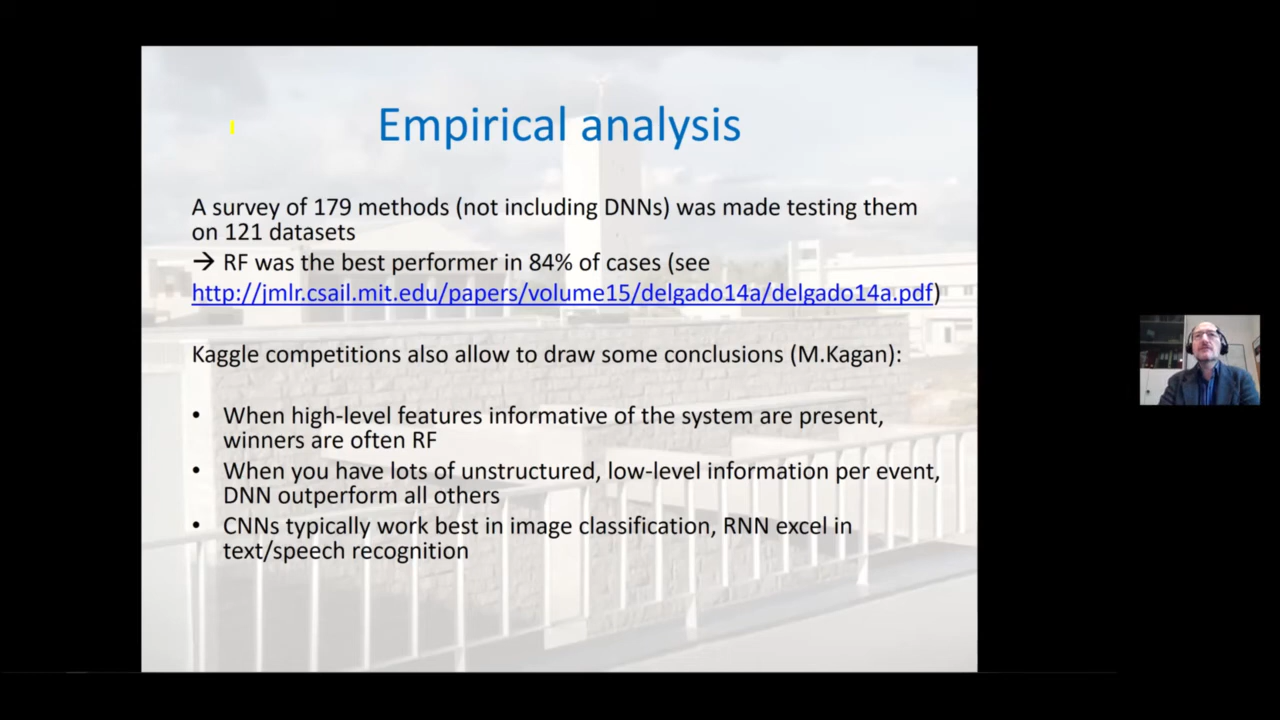 Empirical analysis
A survey of 179 methods (not including DNNs) was made testing them
on 121 datasets
→ RF was the best performer in 84% of cases (see
http://jmlr.csail.mit.edu/papers/volume15/delgado14a/delgado14a.pdf)
Kaggle competitions also allow to draw some conclusions (M.Kagan):
• When high-level features informative of the system are present,
winners are often RF
• When you have lots of unstructured, low-level information per event,
DNN outperform all others
• CNNs typically work best in image classification, RNN excel in
text/speech recognition